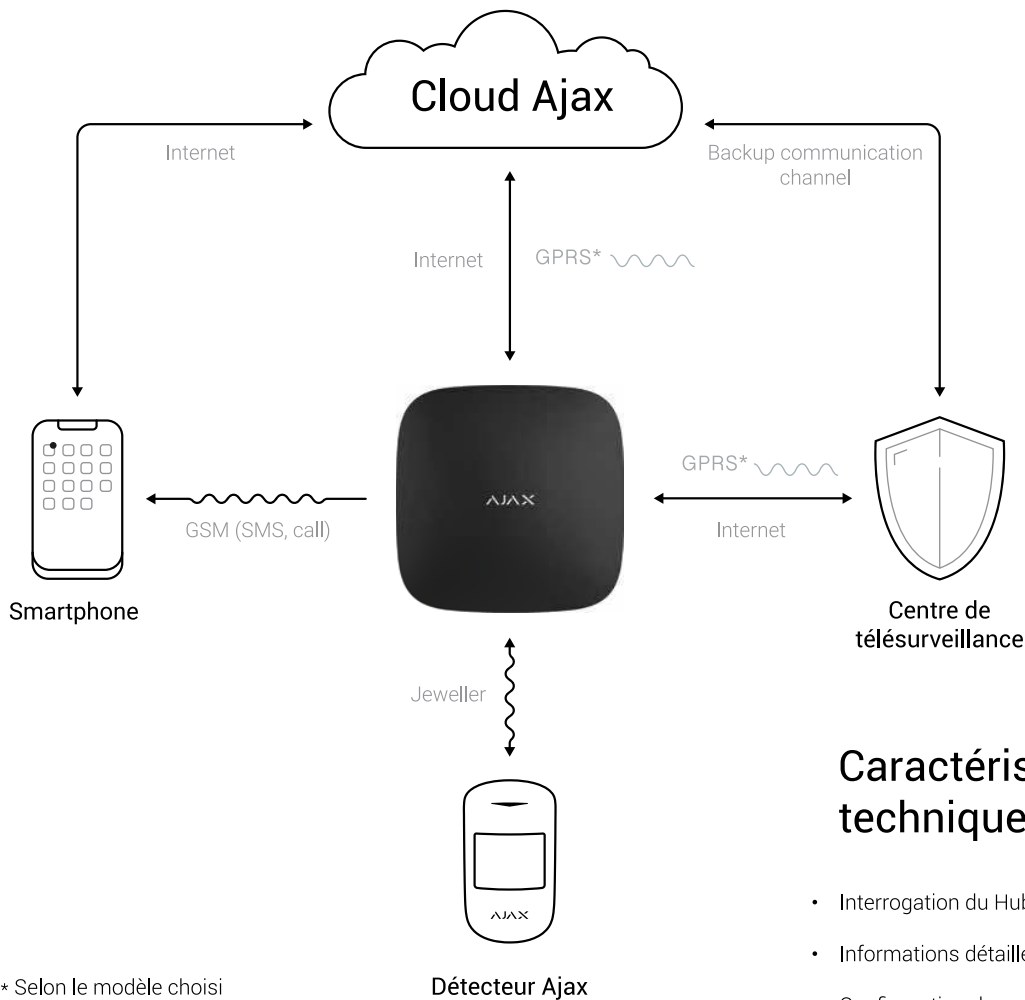 Cloud Ajax
Internet
Backup communication
channel
Internet
GPRS*
AJAX
GPRS*
Internet
GSM (SMS, call)
Smartphone
Centre de
télésurveillance
Jeweller
AJAX
Détecteur Ajax
* Selon le modèle choisi
Caractéris
technique
• Interrogation du Hub
• Informations détaillé